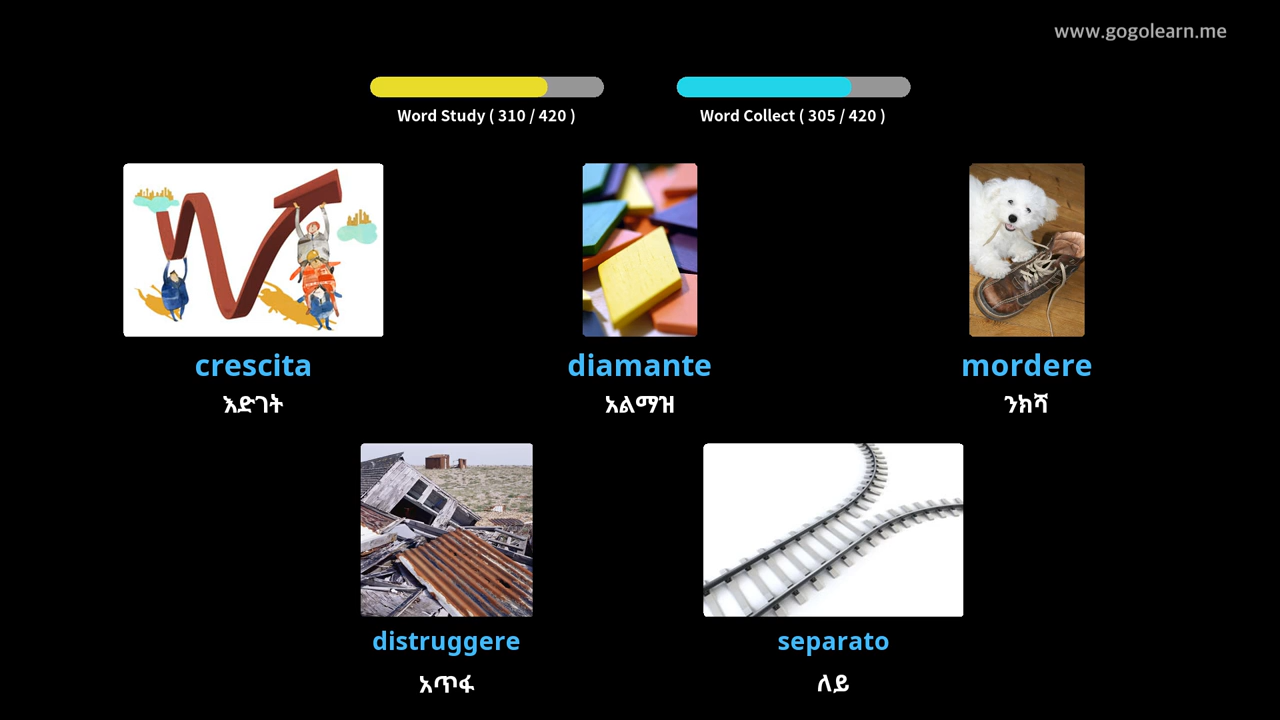 www.gogolearn.me
Word Study ( 310 / 420 )
Word Collect ( 305 / 420 )
crescita
እድገት
diamante
አልማዝ
mordere
ንክሻ
distruggere
አጥፋ
separato
ለይ